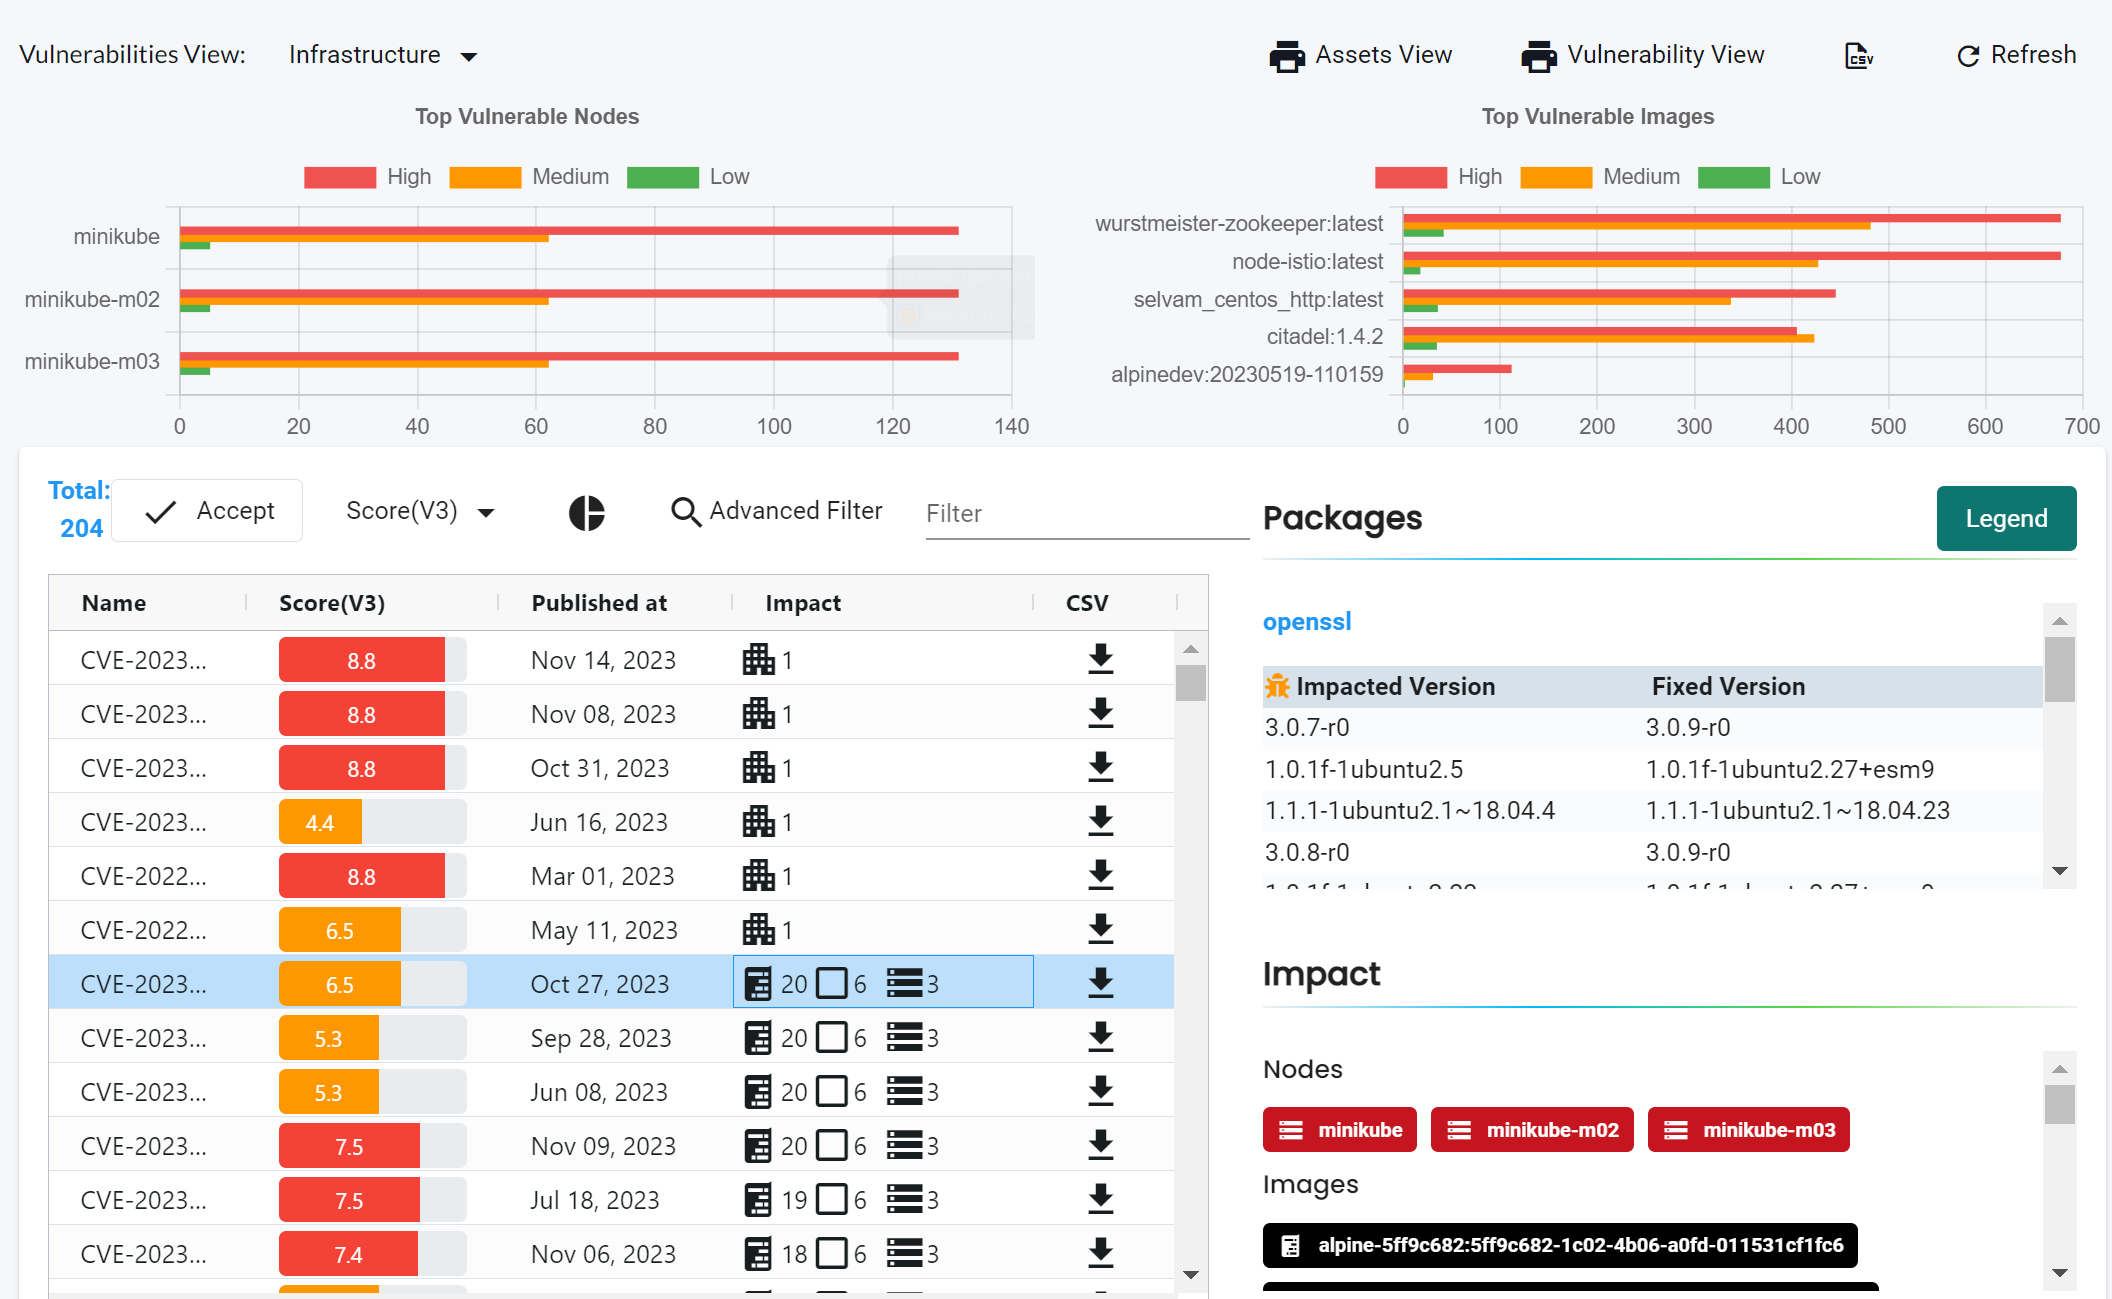 Vulnerabilities View: Infrastructure Assets View Vulnerability View CSV Refresh
Top Vulnerable Nodes
High Medium Low
minikube
minikube-m02
minikube-m03
0 20 40 60 80 100 120 140
Top Vulnerable Images
High Medium Low
wurstmeister-zookeeper:latest
node-istio:latest
selvam_centos_http:latest
citadel:1.4.2
alpinedev:20230519-110159
0 100 200 300 400 500 600 700
Total:
204
Accept Score(V3) Advanced Filter Filter
Name Score(V3) Published at Impact CSV
CVE-2023... 8.8 Nov 14, 2023 1
CVE-2023... 8.8 Nov 08, 2023 1
CVE-2023... 8.8 Oct 31, 2023 1
CVE-2023... 4.4 Jun 16, 2023 1
CVE-2022... 8.8 Mar 01, 2023 1
CVE-2022... 6.5 May 11, 2023 1
CVE-2023... 6.5 Oct 27, 2023 20 6 3
CVE-2023... 5.3 Sep 28, 2023 20 6 3
CVE-2023... 5.3 Jun 08, 2023 20 6 3
CVE-2023... 7.5 Nov 09, 2023 20 6 3
CVE-2023... 7.5 Jul 18, 2023 19 6 3
CVE-2023... 7.4 Nov 06, 2023 18 6 3
Packages
Legend
openssl
Impacted Version Fixed Version
3.0.7-r0 3.0.9-r0
1.0.1f-1ubuntu2.5 1.0.1f-1ubuntu2.27+esm9
1.1.1-1ubuntu2.1~18.04.4 1.1.1-1ubuntu2.1~18.04.23
3.0.8-r0 3.0.9-r0
Impact
Nodes
minikube minikube-m02 minikube-m03
Images
alpine-5ff9c682:5ff9c682-1c02-4b06-a0fd-011531cf1fc6